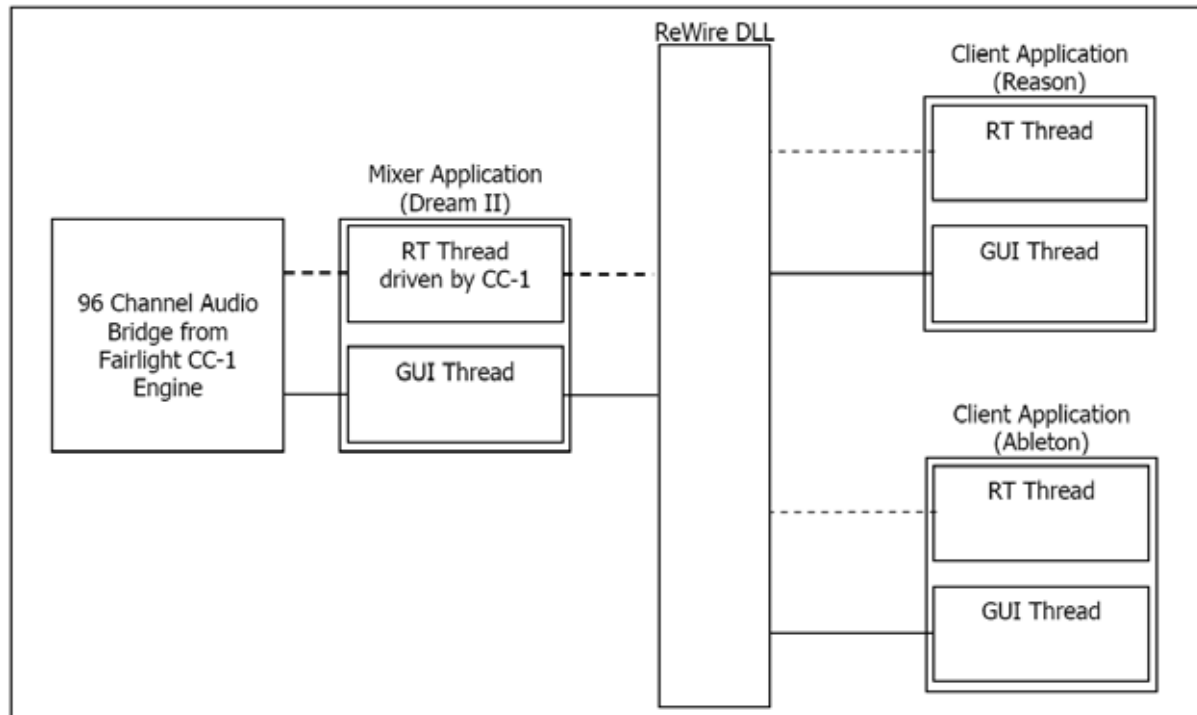 ReWire DLL
Client Application
(Reason)
RT Thread
GUI Thread
Mixer Application
(Dream II)
RT Thread
driven by CC-1
GUI Thread
96 Channel Audio
Bridge from
Fairlight CC-1
Engine
Client Application
(Ableton)
RT Thread
GUI Thread